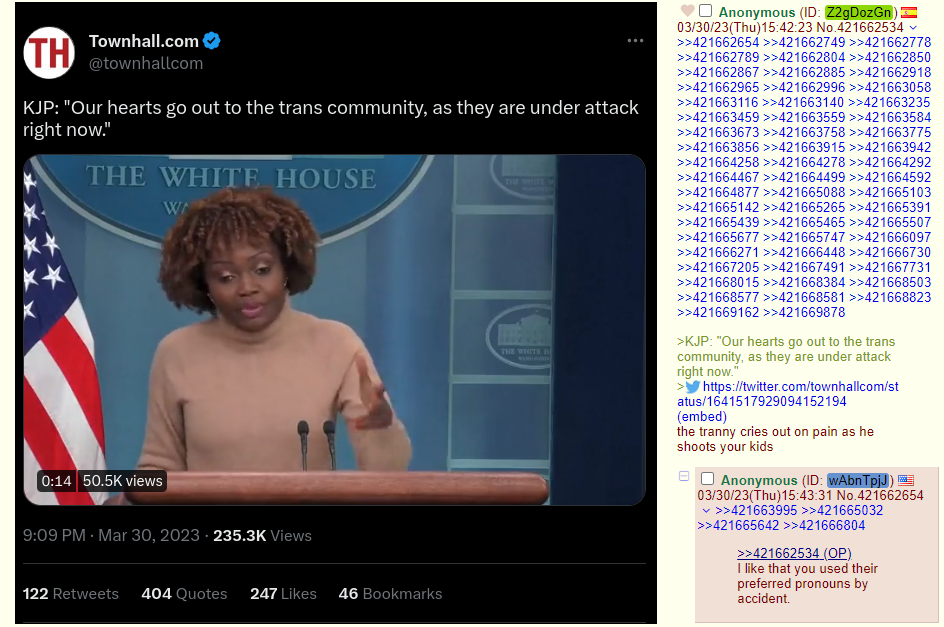 TH
Townhall.com
@townhallcom
KJP: "Our hearts go out to the trans community, as they are under attack
right now."
THE WHITE HOUSE
WA
THE WHITE HOUSE
0:14 50.5K views
9:09 PM · Mar 30, 2023 · 235.3K Views
122 Retweets 404 Quotes 247 Likes 46 Bookmarks
Anonymous (ID: Z2gDozGn)
03/30/23(Thu)15:42:23 No.421662534
>>421662654 >>421662749 >>421662778
>>421662789 >>421662804 >>421662850
>>421662867 >>421662885 >>421662918
>>421662965 >>421662996 >>421663058
>>421663116 >>421663140 >>421663235
>>421663459 >>421663559 >>421663584
>>421663673 >>421663758 >>421663775
>>421663856 >>421663915 >>421663942
>>421664258 >>421664278 >>421664292
>>421664467 >>421664499 >>421664592
>>421664877 >>421665088 >>421665103
>>421665142 >>421665265 >>421665391
>>421665439 >>421665465 >>421665507
>>421665677 >>421665747 >>421666097
>>421666271 >>421666448 >>421666730
>>421667205 >>421667491 >>421667731
>>421668015 >>421668384 >>421668503
>>421668577 >>421668581 >>421668823
>>421669162 >>421669878
>KJP: "Our hearts go out to the trans
community, as they are under attack
right now."
>https://twitter.com/townhallcom/st
atus/1641517929094152194
(embed)
the tranny cries out on pain as he
shoots your kids
Anonymous (ID: wAbnTpjJ)
03/30/23(Thu)15:43:31 No.421662654
>>421663995 >>421665032
>>421665642 >>421666804
>>421662534 (OP)
I like that you used their
preferred pronouns by
accident.